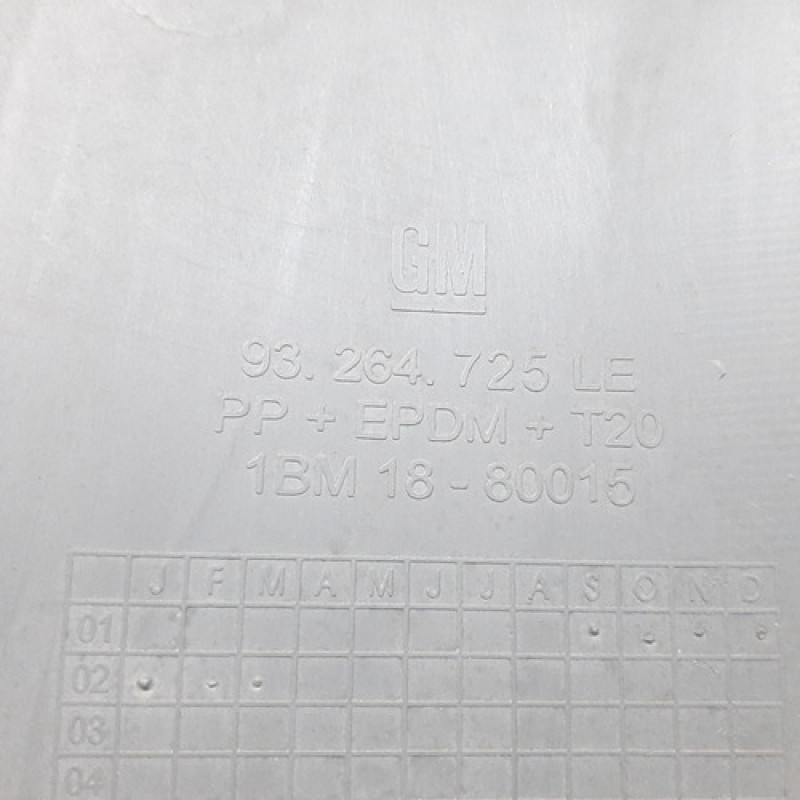 GM
93. 264. 725 LE
PP + EPDM + T20
1BM 18 - 80015
J F M A M J J A S O N D
01
02
03
04